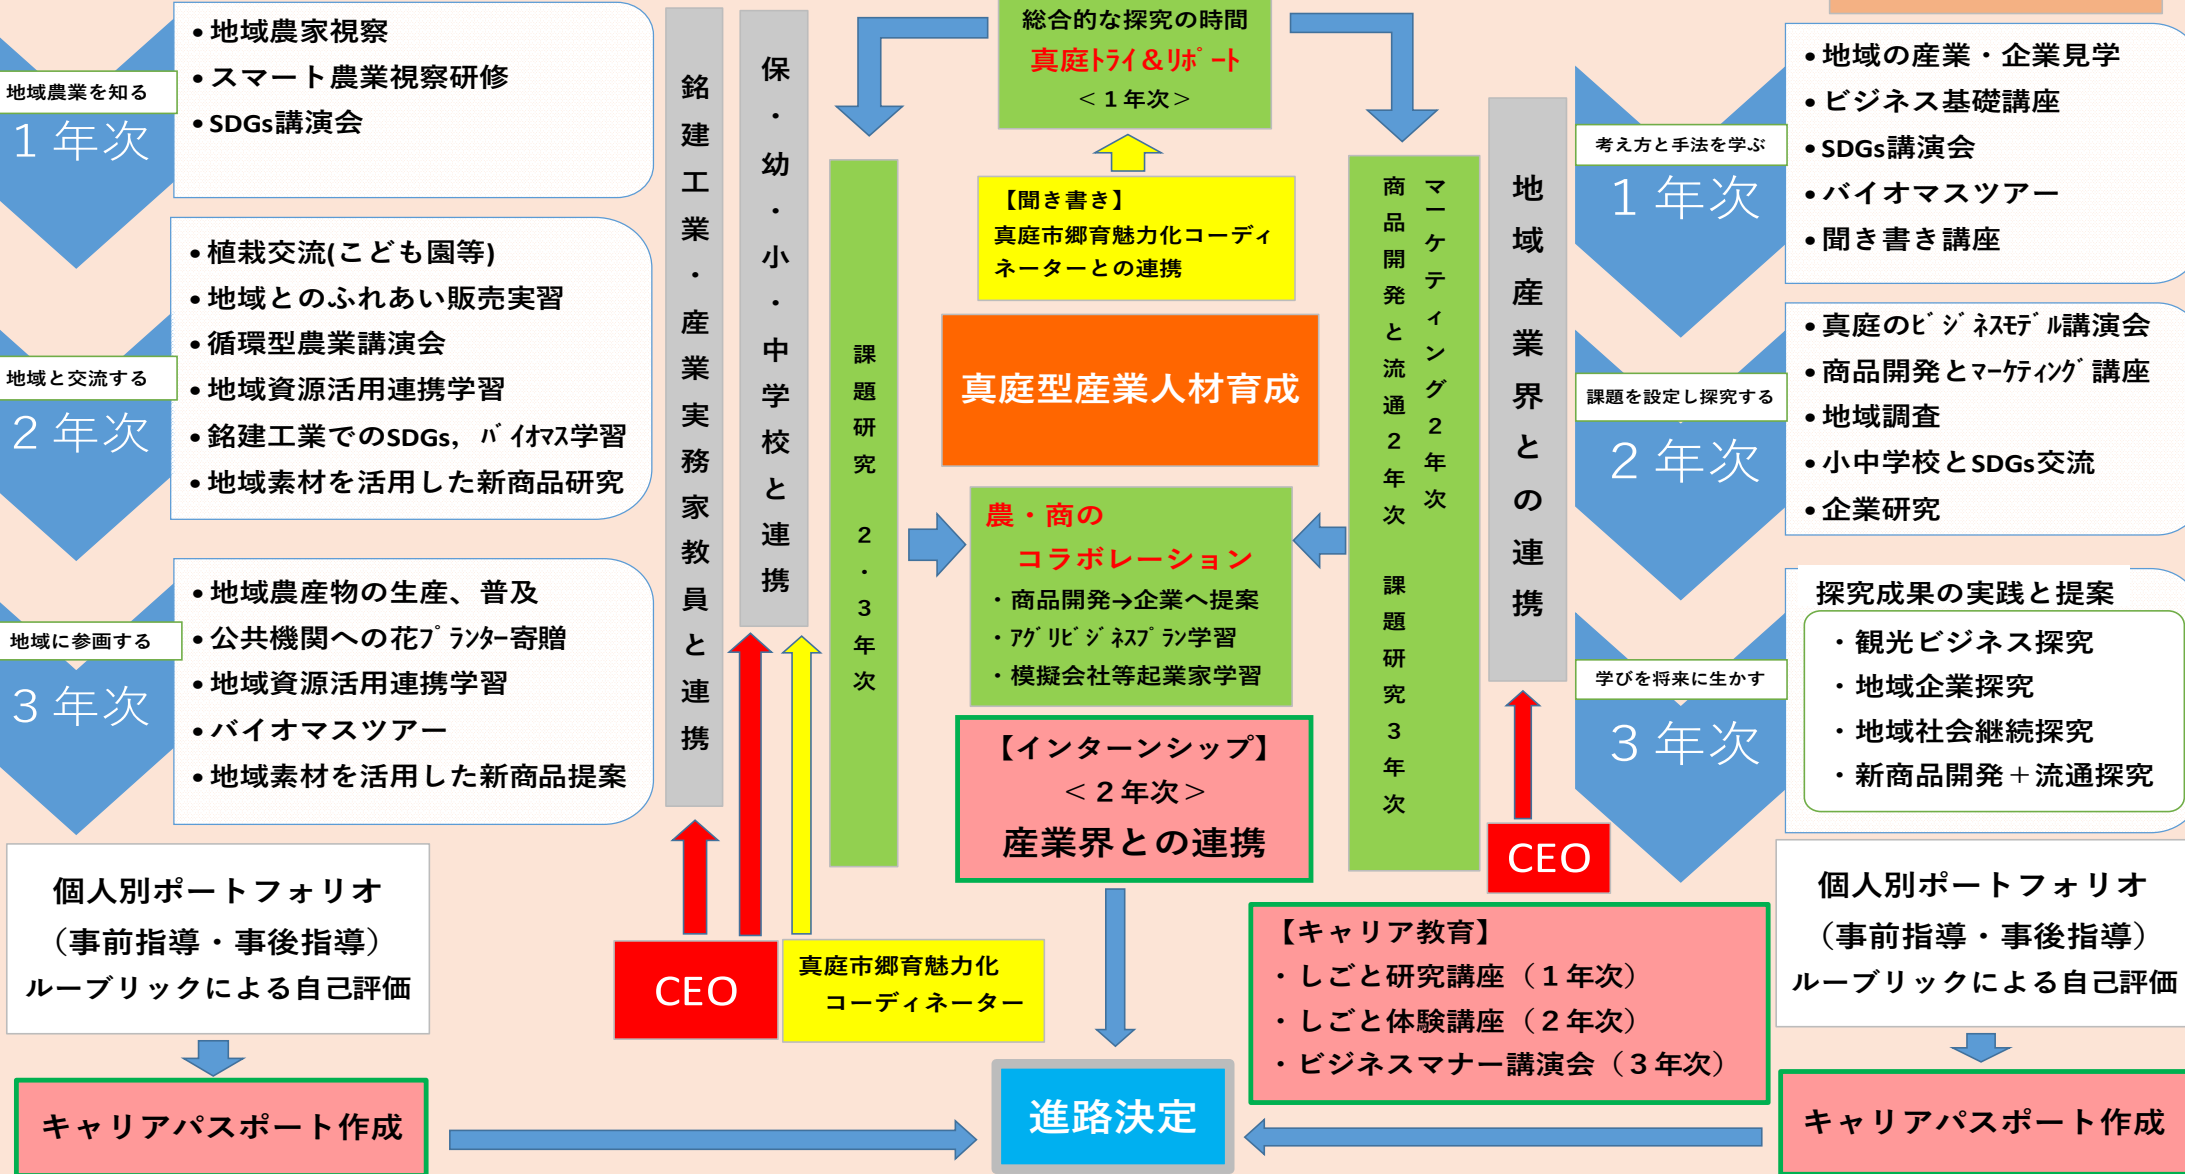 地域農業を知る
１年次
•地域農家視察
•スマート農業視察研修
•SDGs講演会
地域と交流する
２年次
•植栽交流(こども園等)
•地域とのふれあい販売実習
•循環型農業講演会
•地域資源活用連携学習
•銘建工業でのSDGs，ﾊﾞｲｵﾏｽ学習
•地域素材を活用した新商品研究
地域に参画する
３年次
•地域農産物の生産、普及
•公共機関への花ﾌﾟﾗﾝﾀｰ寄贈
•地域資源活用連携学習
•バイオマスツアー
•地域素材を活用した新商品提案
個人別ポートフォリオ
（事前指導・事後指導）
ルーブリックによる自己評価
キャリアパスポート作成
銘建工業・産業実務家教員と連携
保・幼・小・中学校と連携
CEO
真庭市郷育魅力化
コーディネーター
課題研究　２・３年次
総合的な探究の時間
真庭ﾄﾗｲ＆ﾘﾎﾟｰﾄ
＜１年次＞
【聞き書き】
真庭市郷育魅力化コーディ
ネーターとの連携
真庭型産業人材育成
農・商の
コラボレーション
・商品開発→企業へ提案
・ｱｸﾞﾘﾋﾞｼﾞﾈｽﾌﾟﾗﾝ学習
・模擬会社等起業家学習
【インターンシップ】
＜２年次＞
産業界との連携
進路決定
マーケティング２年次
商品開発と流通２年次　課題研究３年次
地域産業界との連携
CEO
【キャリア教育】
・しごと研究講座（１年次）
・しごと体験講座（２年次）
・ビジネスマナー講演会（３年次）
考え方と手法を学ぶ
１年次
•地域の産業・企業見学
•ビジネス基礎講座
•SDGs講演会
•バイオマスツアー
•聞き書き講座
課題を設定し探究する
２年次
•真庭のﾋﾞｼﾞﾈｽﾓﾃﾞﾙ講演会
•商品開発とﾏｰｹﾃｨﾝｸﾞ講座
•地域調査
•小中学校とSDGs交流
•企業研究
学びを将来に生かす
３年次
探究成果の実践と提案
・観光ビジネス探究
・地域企業探究
・地域社会継続探究
・新商品開発＋流通探究
個人別ポートフォリオ
（事前指導・事後指導）
ルーブリックによる自己評価
キャリアパスポート作成